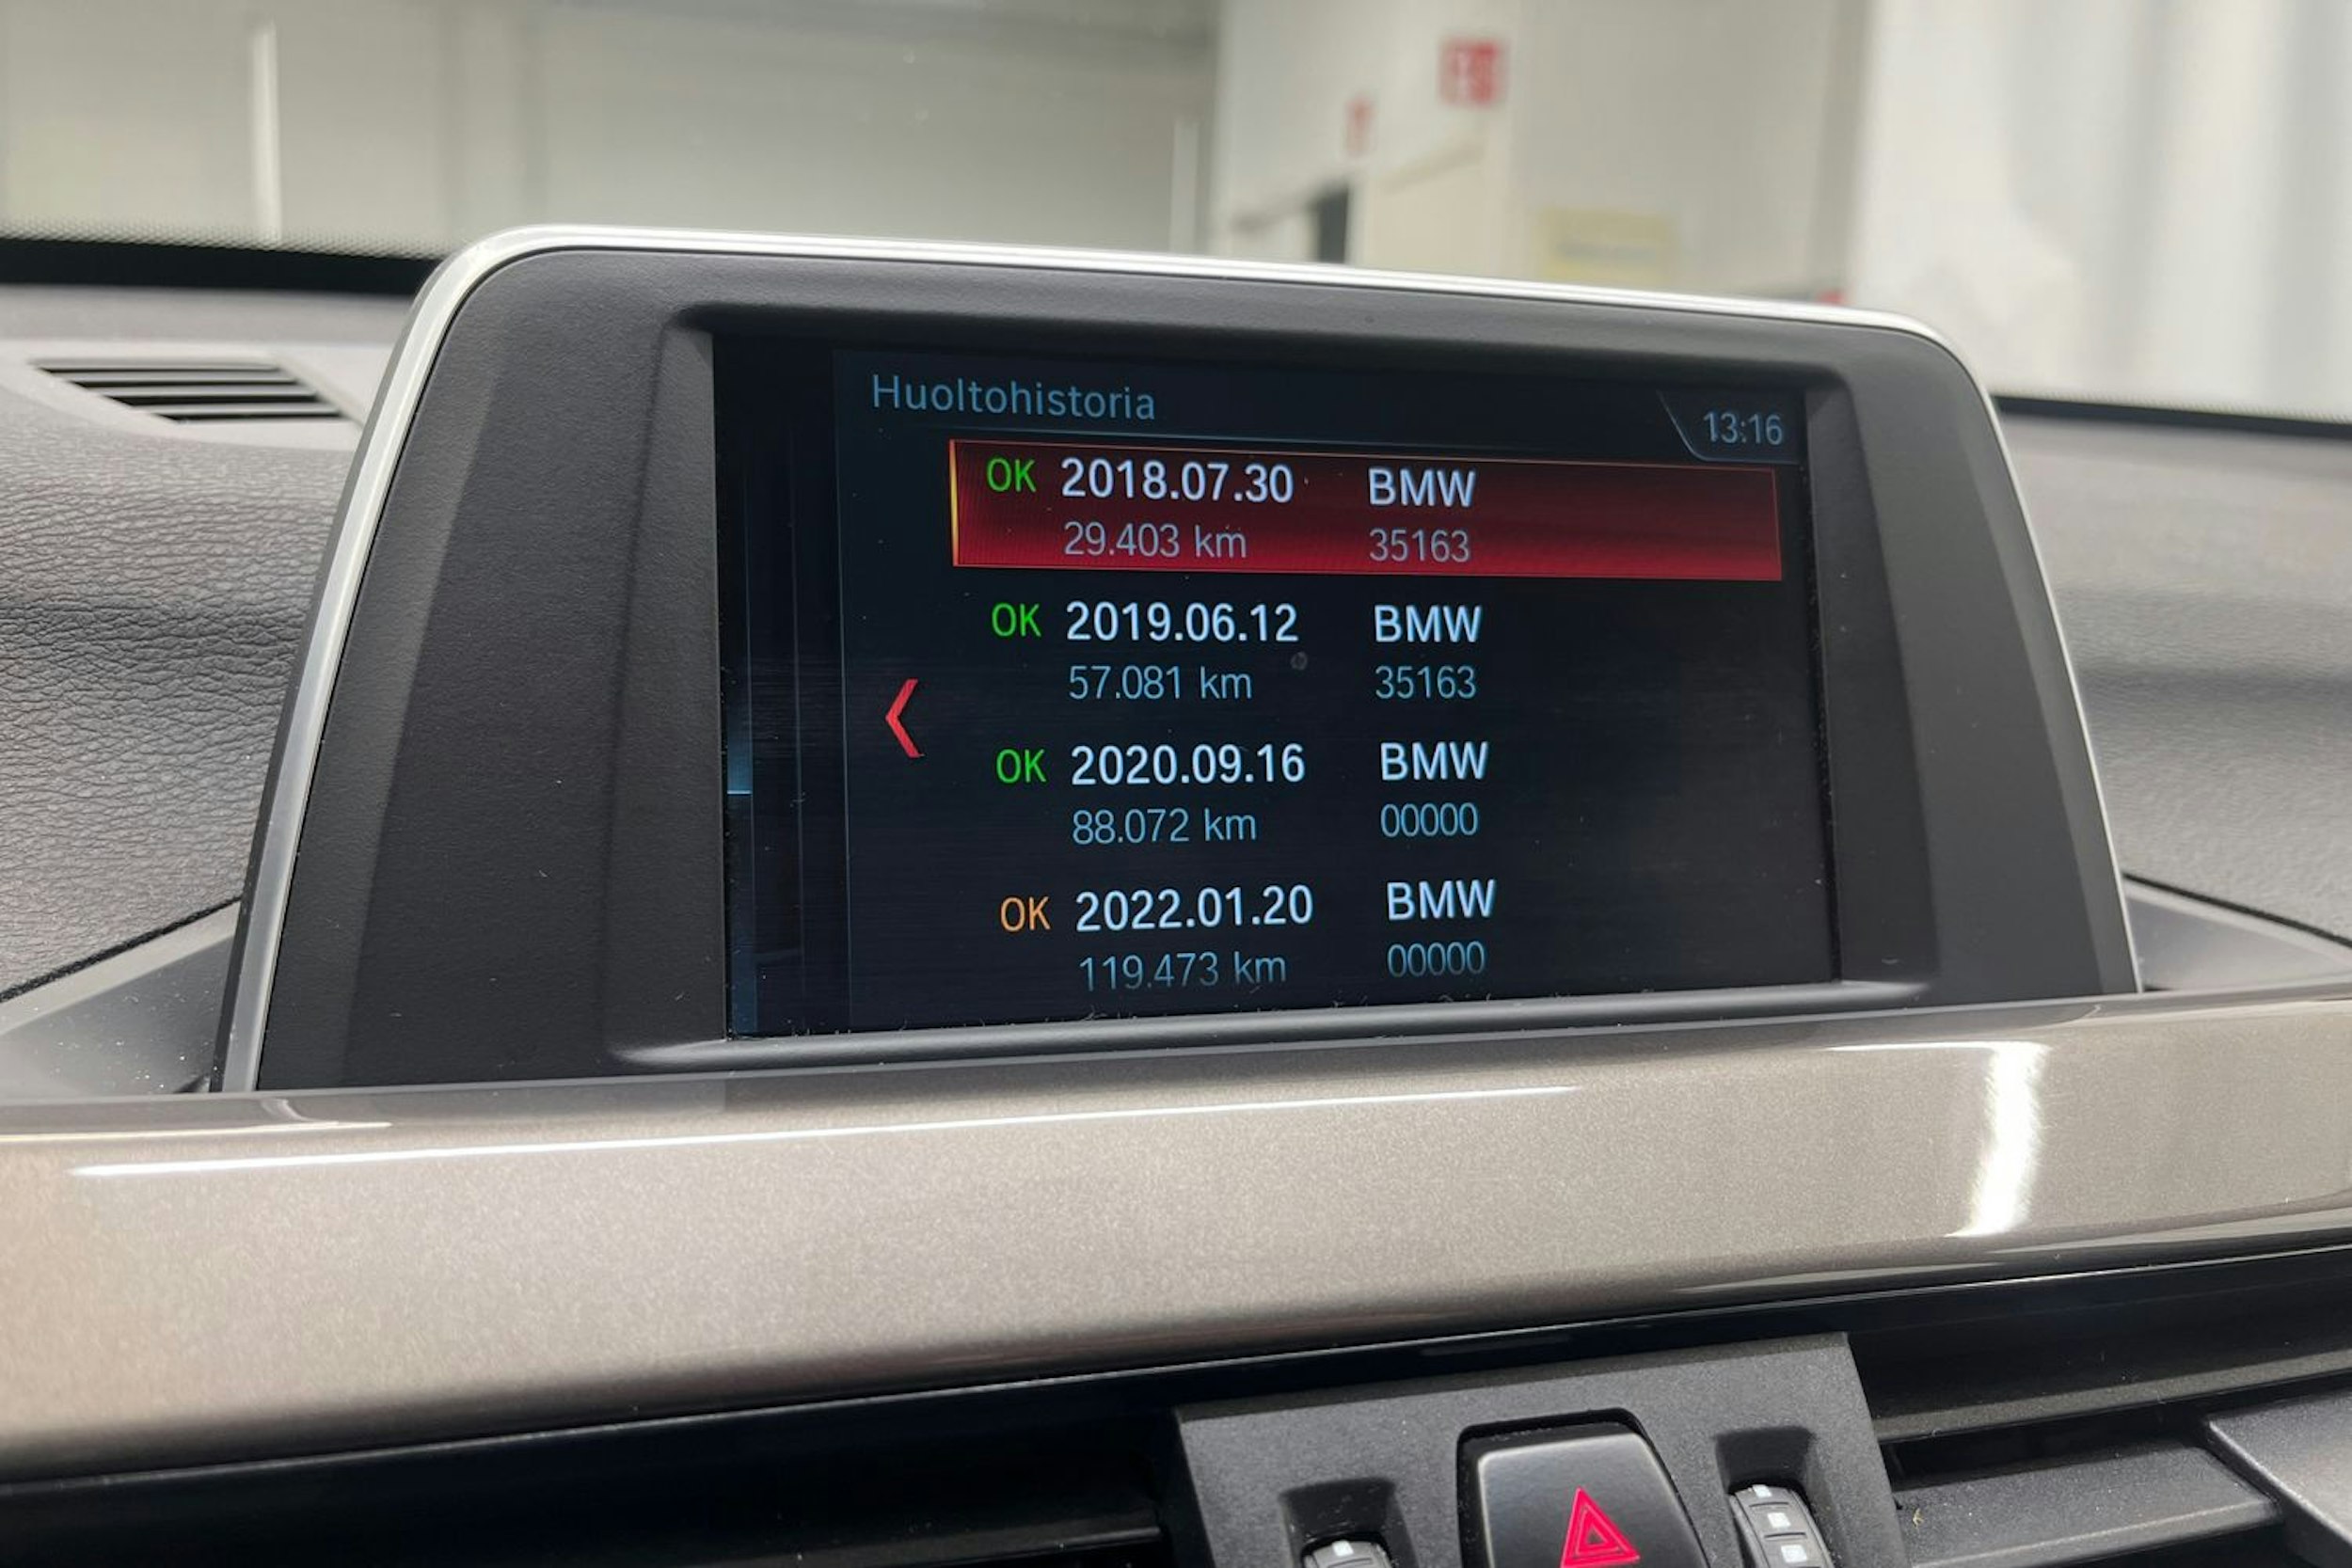 Huoltohistoria
13:16
OK 2018.07.30 BMW
29.403 km 35163
OK 2019.06.12 BMW
57.081 km 35163
OK 2020.09.16 BMW
88.072 km 00000
OK 2022.01.20 BMW
119.473 km 00000